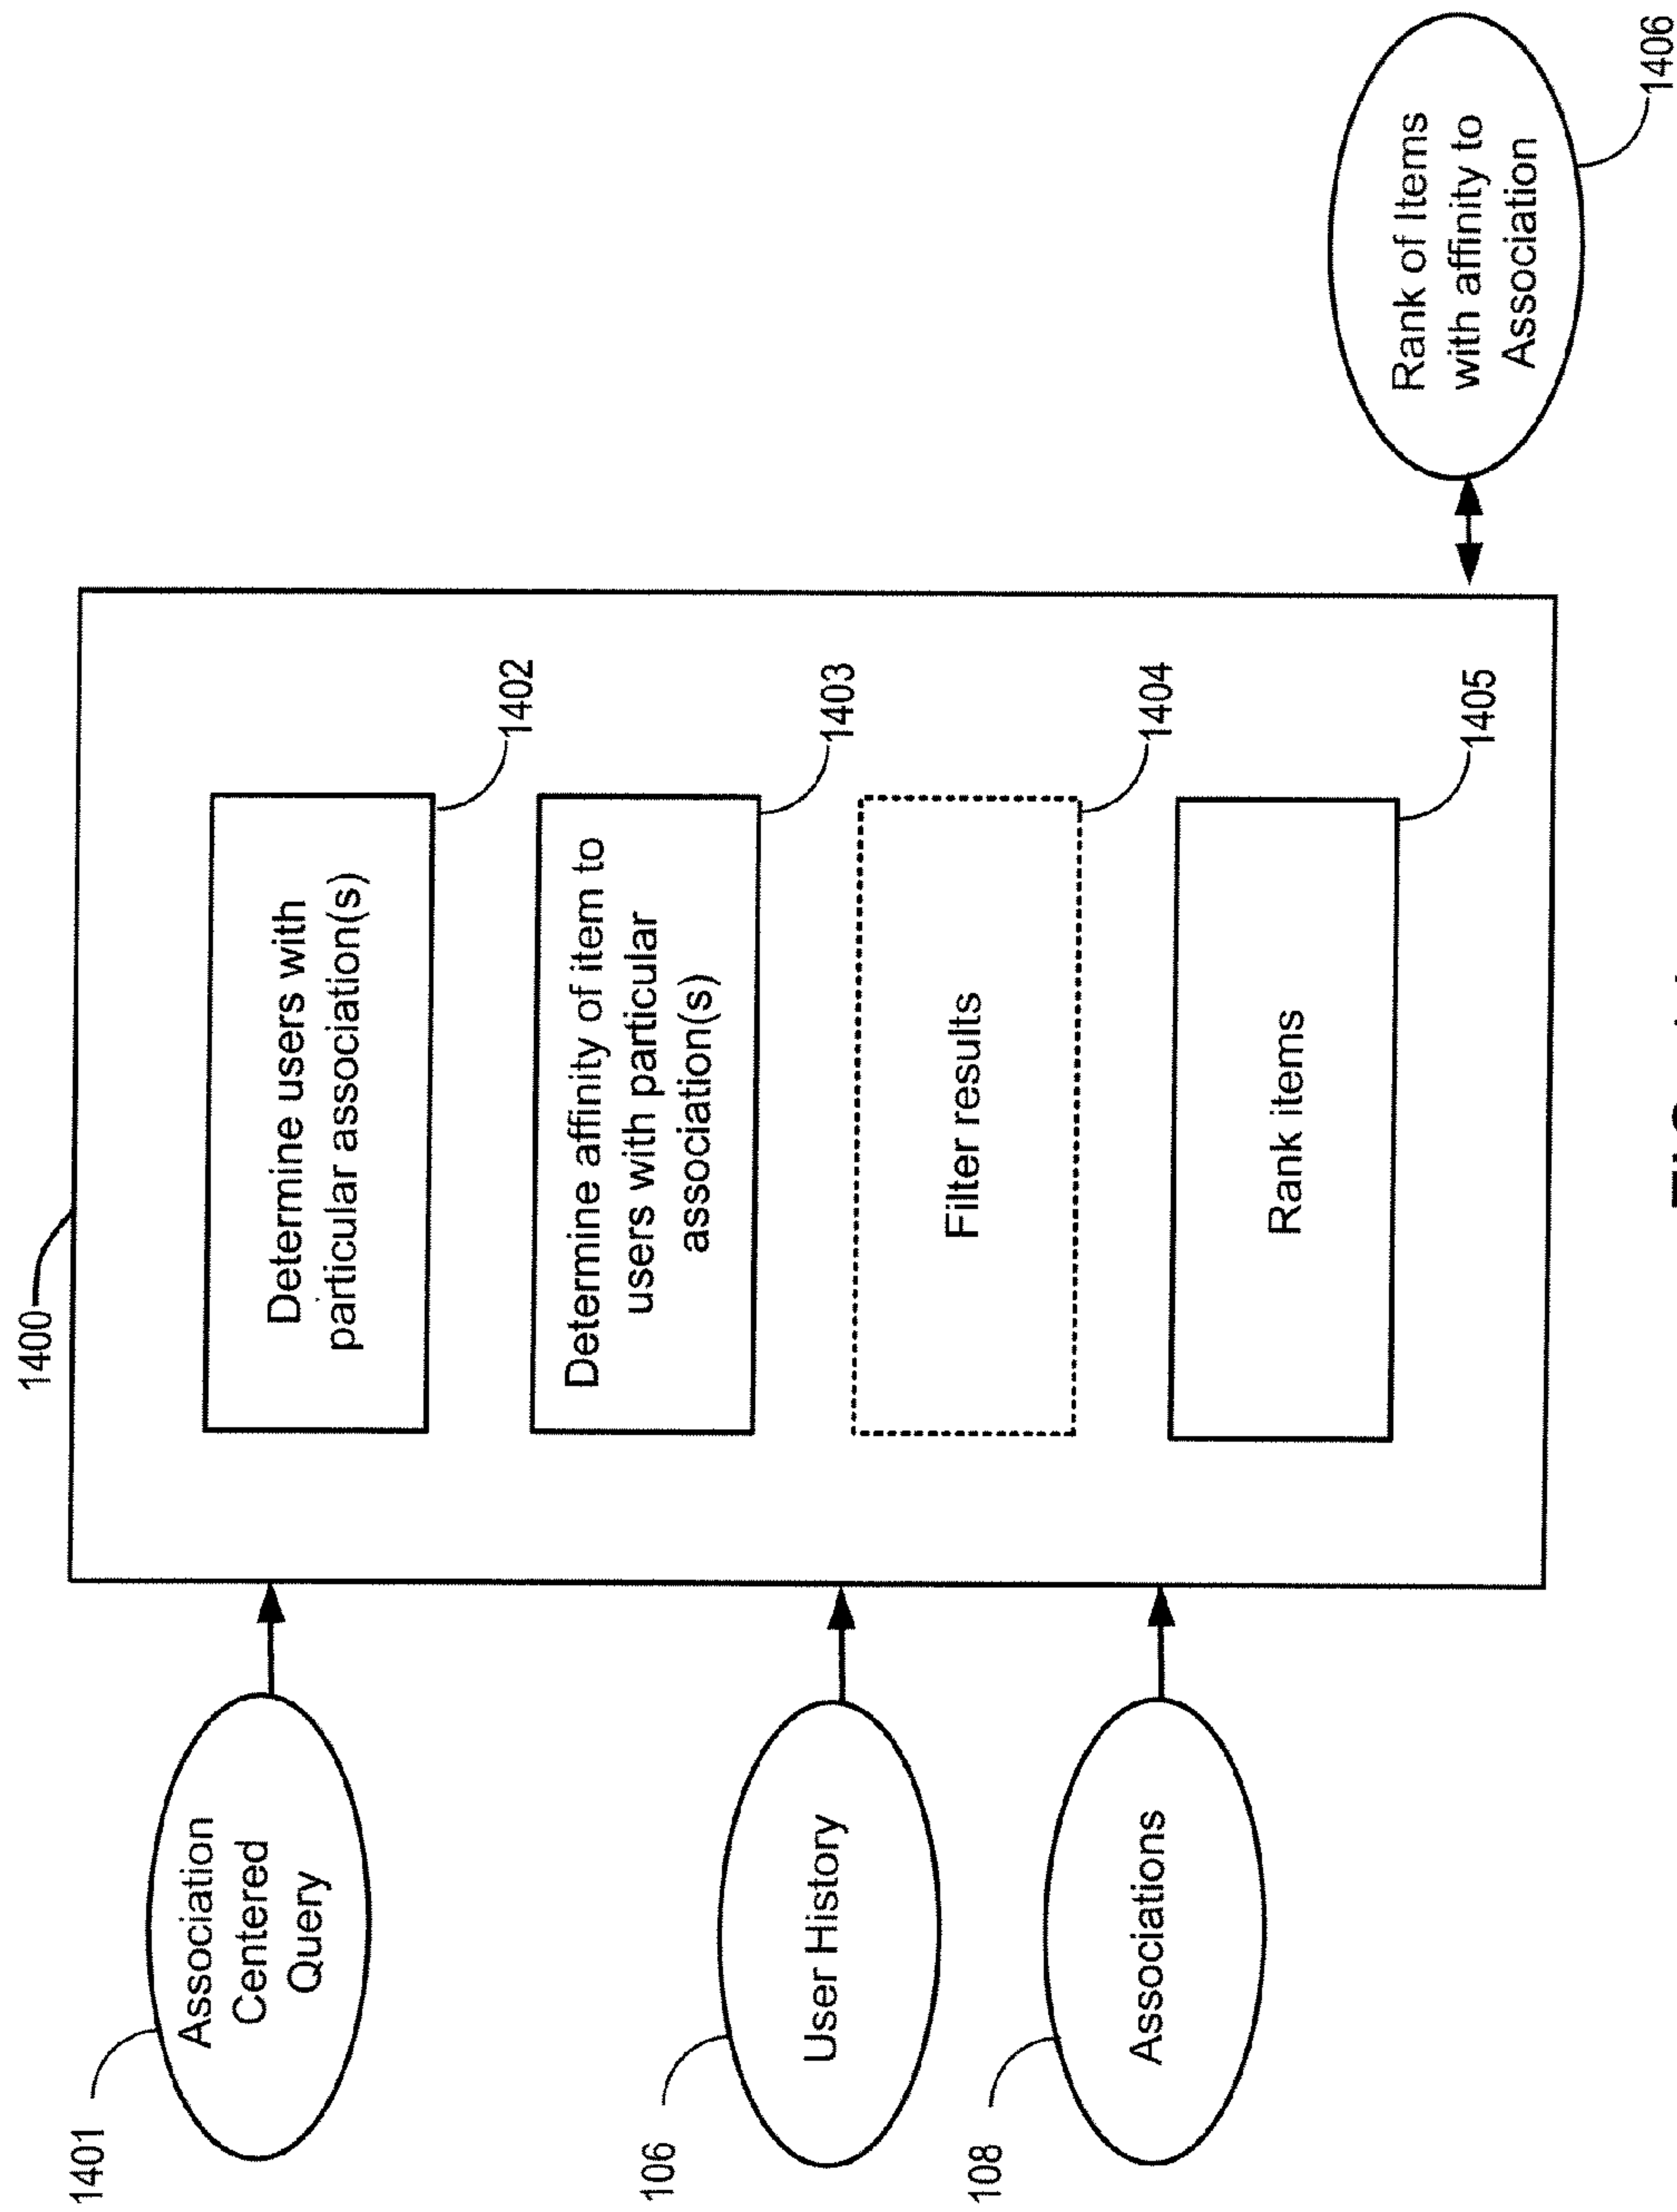 1400
1401
Association
Centered
Query
106
User History
108
Associations
Determine users with
particular association(s)
1402
Determine affinity of item to
users with particular
association(s)
1403
Filter results
1404
Rank items
1405
Rank of Items
with affinity to
Association
1406